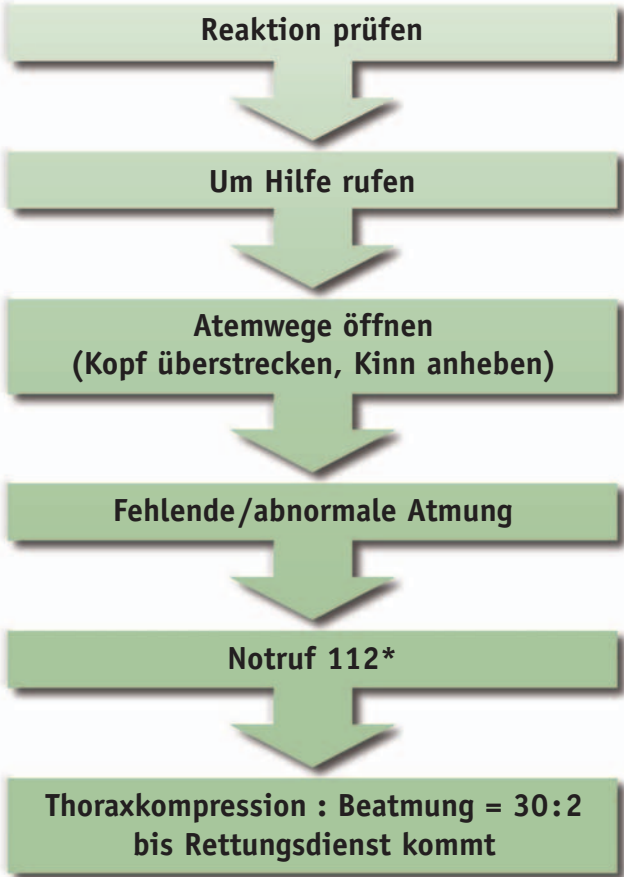 Reaktion prüfen
Um Hilfe rufen
Atemwege öffnen
(Kopf überstrecken, Kinn anheben)
Fehlende/abnormale Atmung
Notruf 112*
Thoraxkompression : Beatmung = 30:2
bis Rettungsdienst kommt